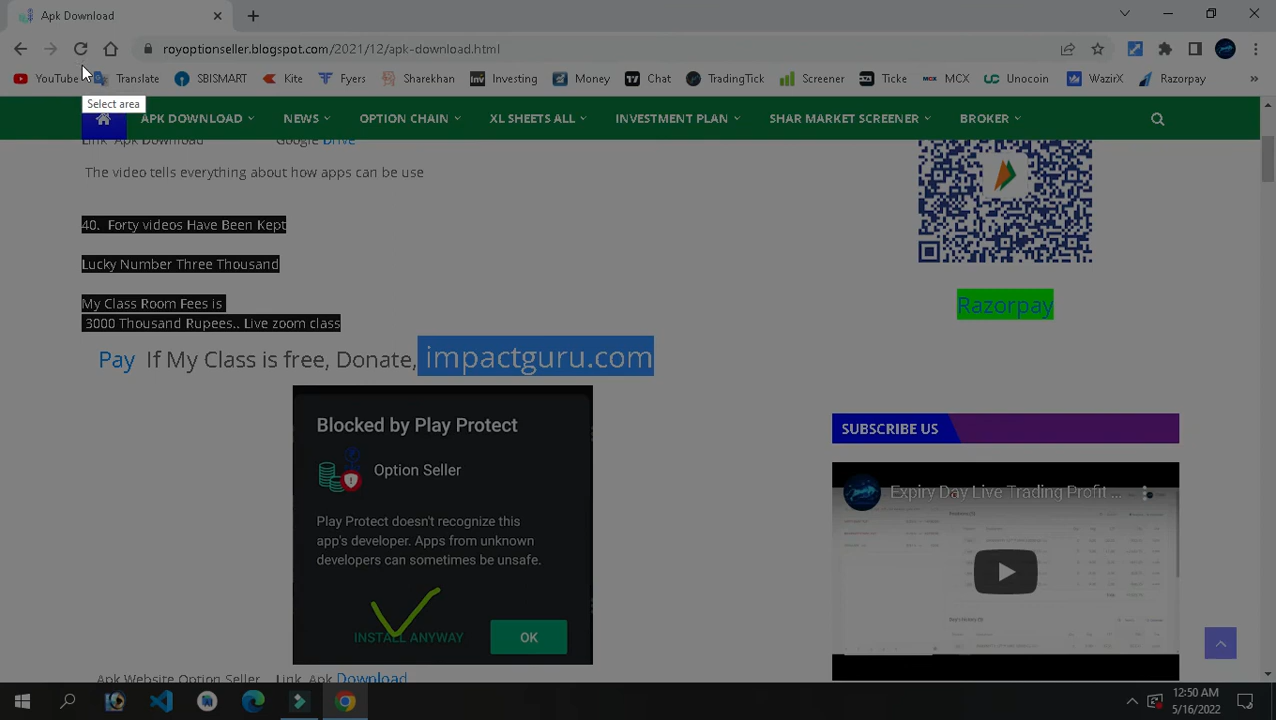 Apk Download
royoptionseller.blogspot.com/2021/12/apk-download.html
YouTube Translate SBISMART Kite Fyers Sharekhan Investing Money Chat TradingTick Screener Ticke MCX Unocoin WazirX Razorpay
Select area
APK DOWNLOAD NEWS OPTION CHAIN XL SHEETS ALL INVESTMENT PLAN SHAR MARKET SCREENER BROKER
Link Apk Download Google Drive
The video tells everything about how apps can be use
40. Forty videos Have Been Kept
Lucky Number Three Thousand
My Class Room Fees is
3000 Thousand Rupees.. Live zoom class
Razorpay
Pay If My Class is free, Donate, impactguru.com
Blocked by Play Protect
Option Seller
Play Protect doesn't recognize this
app's developer. Apps from unknown
developers can sometimes be unsafe.
INSTALL ANYWAY OK
SUBSCRIBE US
Expiry Day Live Trading Profit ...
Apk Website Option Seller Link Apk Download
12:50 AM
5/16/2022